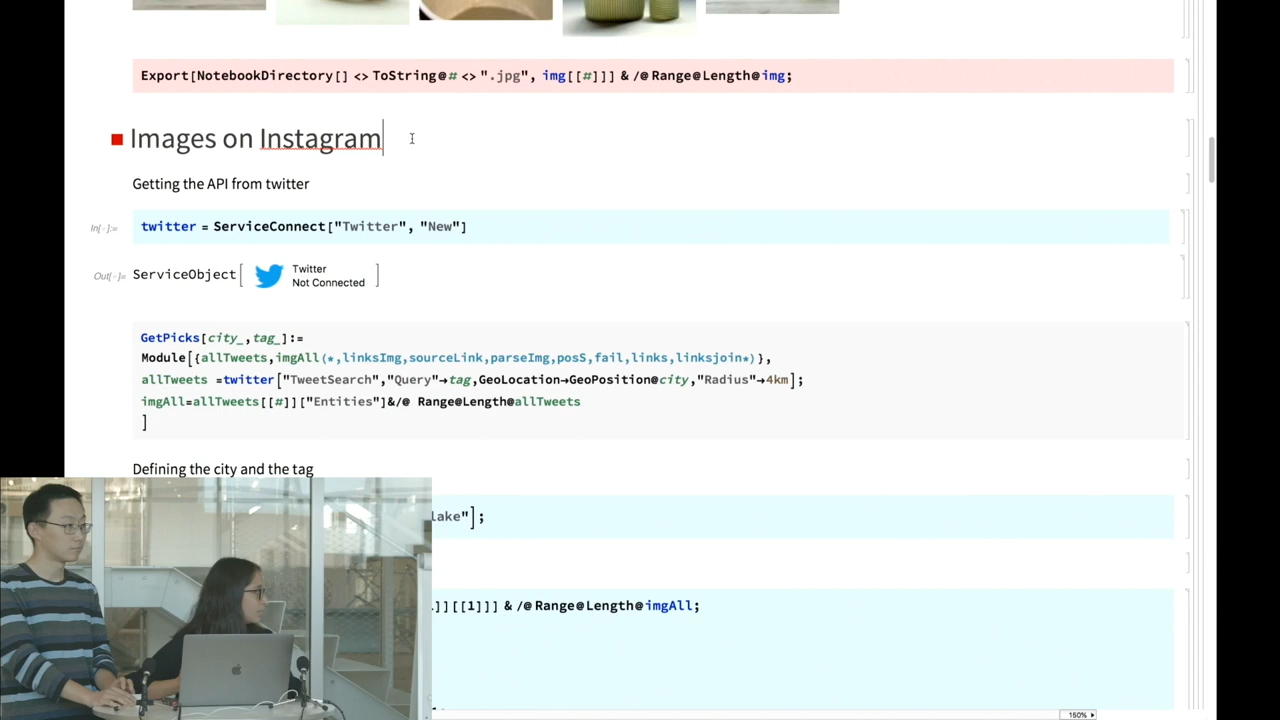 Export[NotebookDirectory[] <> ToString@# <> ".jpg", img[[#]]] & /@ Range@Length@img;
Images on Instagram
Getting the API from twitter
In[-]:= twitter = ServiceConnect["Twitter", "New"]
Out[-]= ServiceObject[ Twitter
Not Connected ]
GetPicks[city_,tag_]:=
Module[{allTweets,imgAll(*,linksImg,sourceLink,parseImg,posS,fail,links,linksjoin*)},
allTweets =twitter["TweetSearch","Query"→tag,GeoLocation→GeoPosition@city,"Radius"→4km];
imgAll=allTweets[[#]]["Entities"]&/@ Range@Length@allTweets
]
Defining the city and the tag
lake"];
]][[1]]] & /@ Range@Length@imgAll;
150%